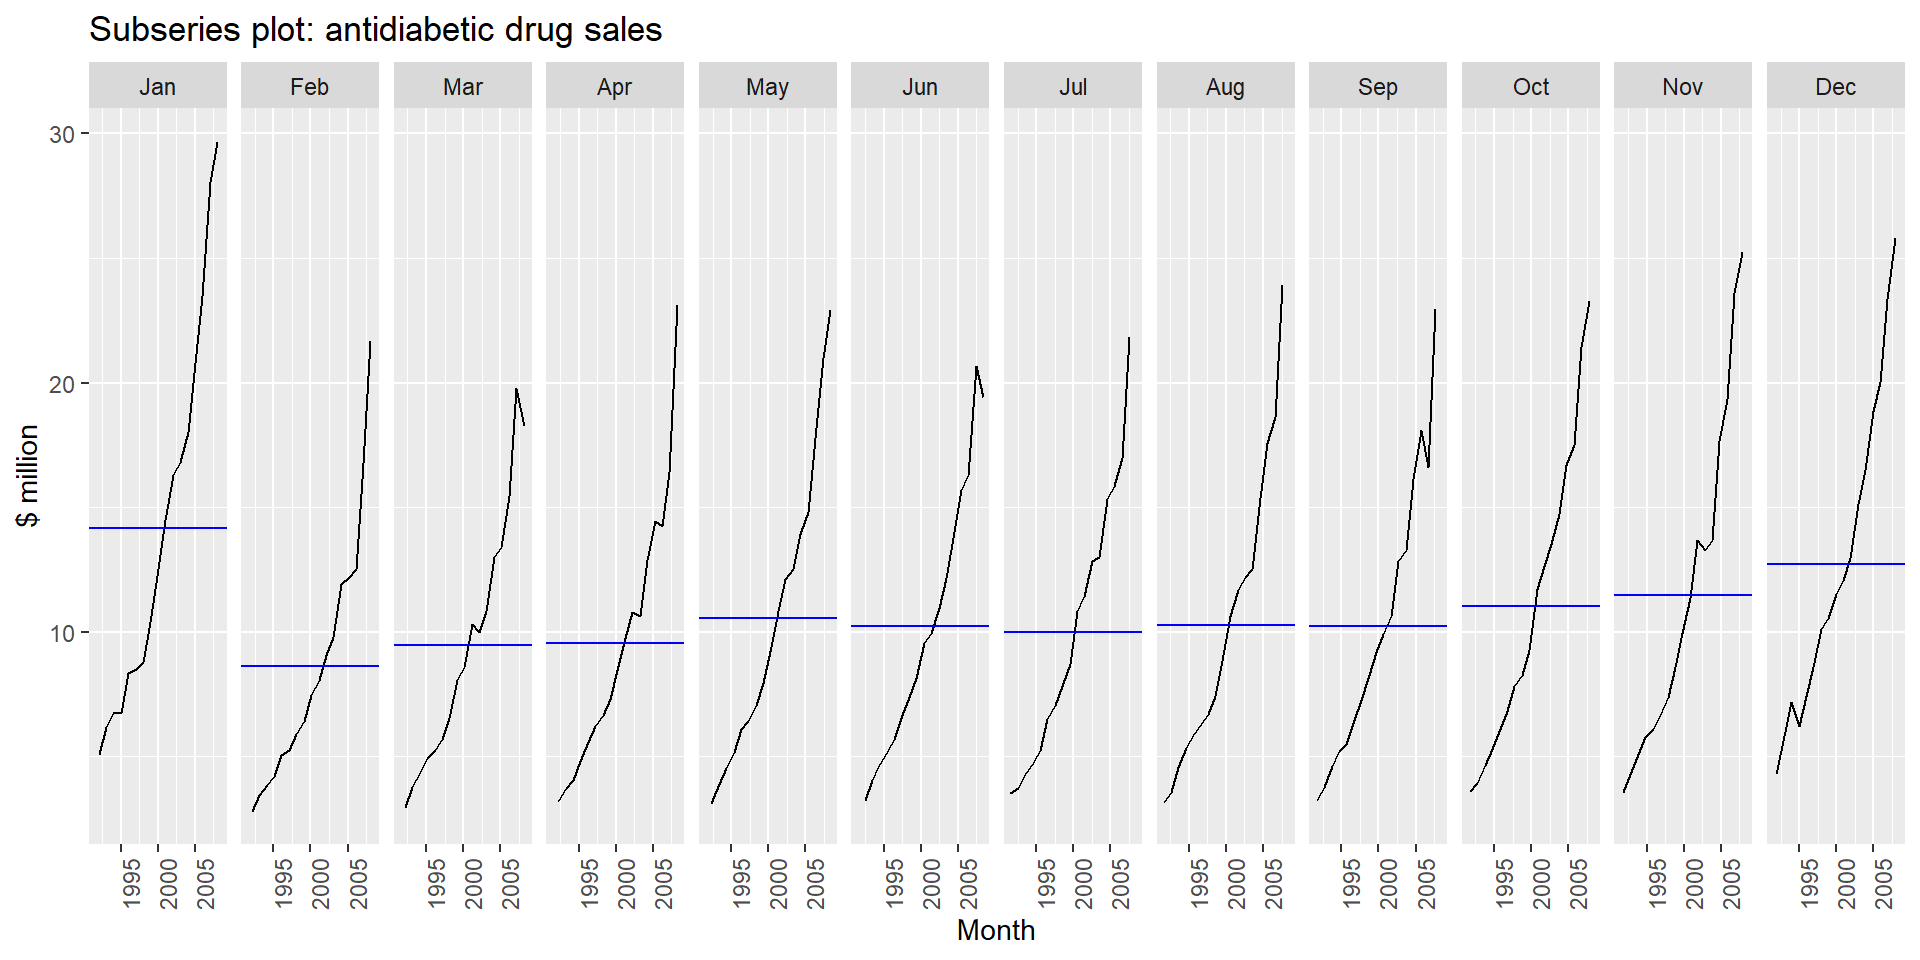 Subseries plot: antidiabetic drug sales
Jan Feb Mar Apr May Jun Jul Aug Sep Oct Nov Dec
30
20
10
$ million
1995 2000 2005 1995 2000 2005 1995 2000 2005 1995 2000 2005 1995 2000 2005 1995 2000 2005 1995 2000 2005 1995 2000 2005 1995 2000 2005 1995 2000 2005 1995 2000 2005 1995 2000 2005
Month